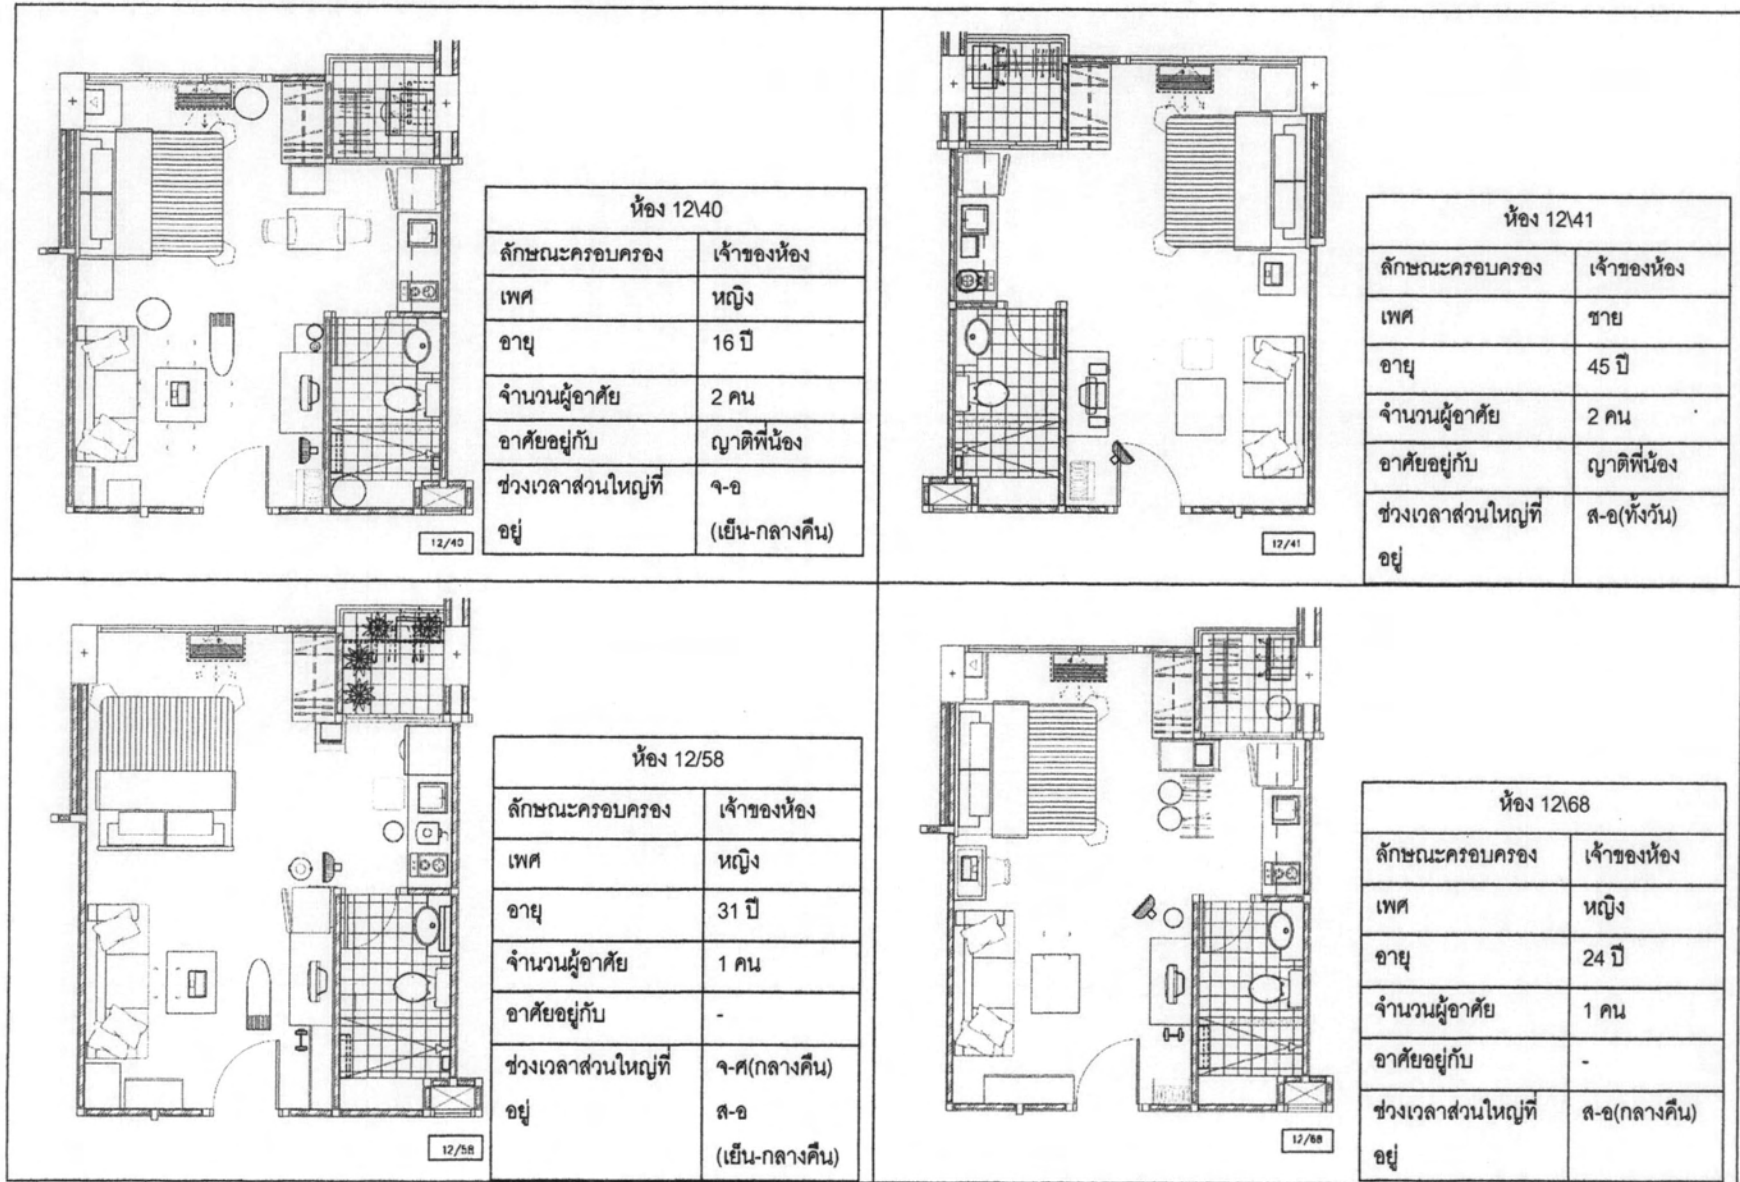 ห้อง 12\40
ลักษณะครอบครอง เจ้าของห้อง
เพศ หญิง
อายุ 16 ปี
จำนวนผู้อาศัย 2 คน
อาศัยอยู่กับ ญาติพี่น้อง
ช่วงเวลาส่วนใหญ่ที่ จ-อ
อยู่ (เย็น-กลางคืน)
12/40
ห้อง 12\41
ลักษณะครอบครอง เจ้าของห้อง
เพศ ชาย
อายุ 45 ปี
จำนวนผู้อาศัย 2 คน
อาศัยอยู่กับ ญาติพี่น้อง
ช่วงเวลาส่วนใหญ่ที่ ส-อ(ทั้งวัน)
อยู่
12/41
ห้อง 12/58
ลักษณะครอบครอง เจ้าของห้อง
เพศ หญิง
อายุ 31 ปี
จำนวนผู้อาศัย 1 คน
อาศัยอยู่กับ -
ช่วงเวลาส่วนใหญ่ที่ จ-ศ(กลางคืน)
อยู่ ส-อ
(เย็น-กลางคืน)
12/58
ห้อง 12\68
ลักษณะครอบครอง เจ้าของห้อง
เพศ หญิง
อายุ 24 ปี
จำนวนผู้อาศัย 1 คน
อาศัยอยู่กับ -
ช่วงเวลาส่วนใหญ่ที่ ส-อ(กลางคืน)
อยู่
12/68